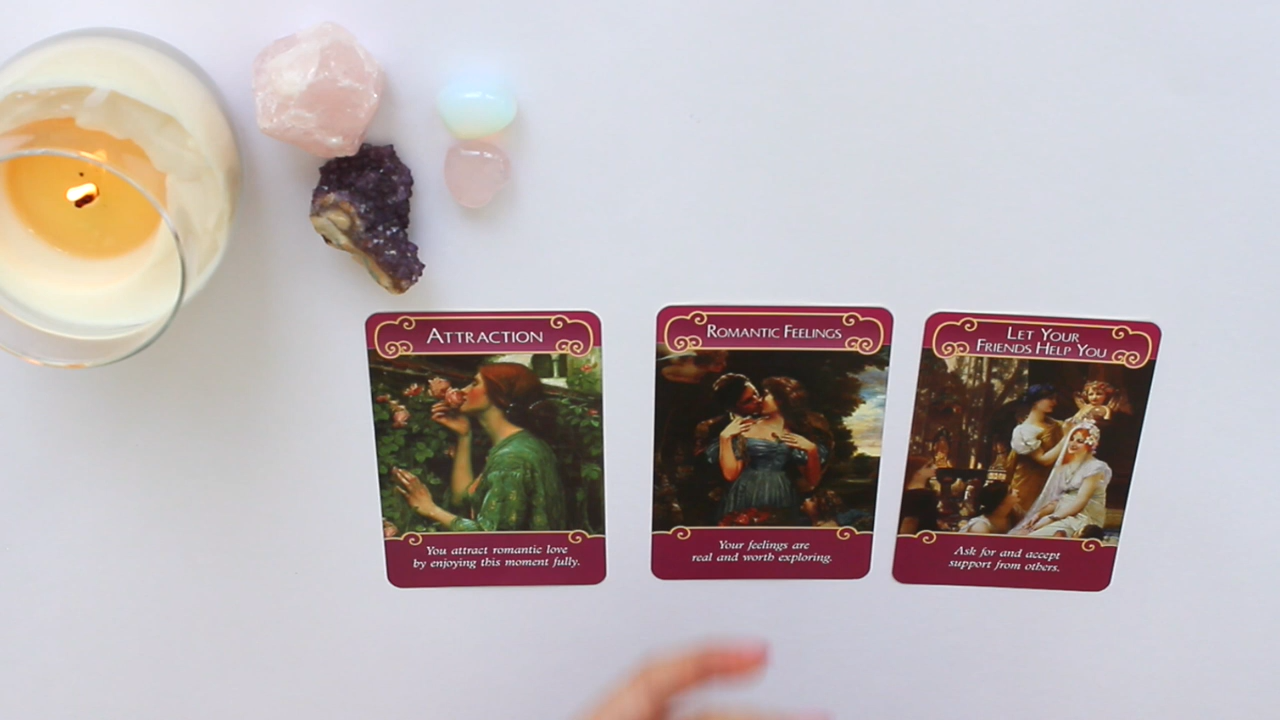 ATTRACTION
You attract romantic love
by enjoying this moment fully.
ROMANTIC FEELINGS
Your feelings are
real and worth exploring.
LET YOUR
FRIENDS HELP YOU
Ask for and accept
support from others.